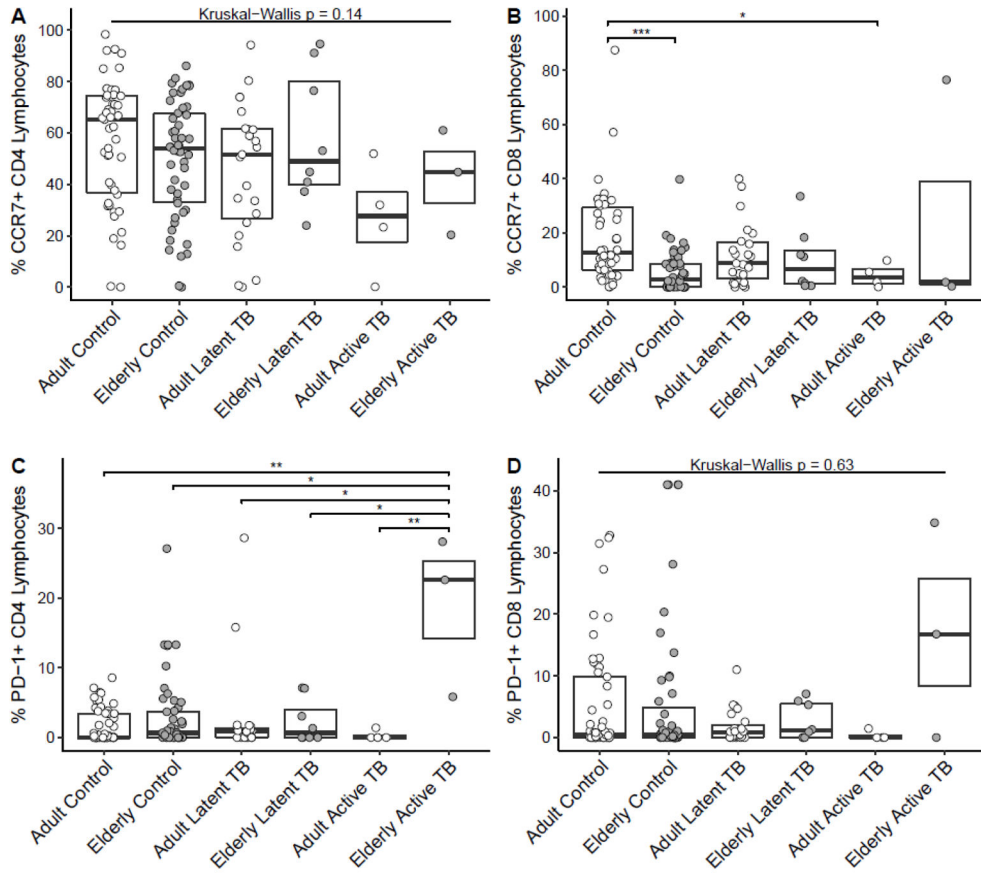 A
Kruskal−Wallis p = 0.14
% CCR7+ CD4 Lymphocytes
100
80
60
40
20
0
Adult Control
Elderly Control
Adult Latent TB
Elderly Latent TB
Adult Active TB
Elderly Active TB
B
*
***
% CCR7+ CD8 Lymphocytes
100
80
60
40
20
0
Adult Control
Elderly Control
Adult Latent TB
Elderly Latent TB
Adult Active TB
Elderly Active TB
C
**
*
*
*
**
% PD−1+ CD4 Lymphocytes
30
20
10
0
Adult Control
Elderly Control
Adult Latent TB
Elderly Latent TB
Adult Active TB
Elderly Active TB
D
Kruskal−Wallis p = 0.63
% PD−1+ CD8 Lymphocytes
40
30
20
10
0
Adult Control
Elderly Control
Adult Latent TB
Elderly Latent TB
Adult Active TB
Elderly Active TB